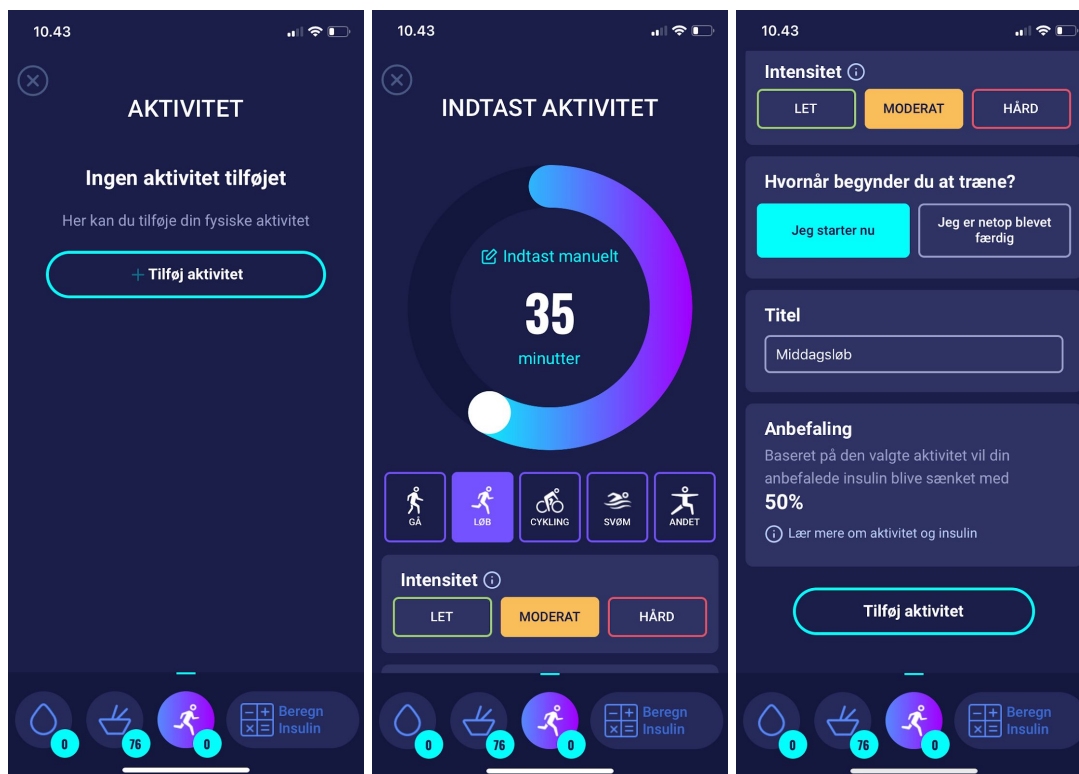 10.43
AKTIVITET
Ingen aktivitet tilføjet
Her kan du tilføje din fysiske aktivitet
+ Tilføj aktivitet
0
76
0
Beregn
Insulin
10.43
INDTAST AKTIVITET
Indtast manuelt
35
minutter
GÅ
LØB
CYKLING
SVØM
ANDET
Intensitet
LET
MODERAT
HÅRD
0
76
0
Beregn
Insulin
10.43
Intensitet
LET
MODERAT
HÅRD
Hvornår begynder du at træne?
Jeg starter nu
Jeg er netop blevet
færdig
Titel
Middagsløb
Anbefaling
Baseret på den valgte aktivitet vil din
anbefalede insulin blive sænket med
50%
Lær mere om aktivitet og insulin
Tilføj aktivitet
0
76
0
Beregn
Insulin